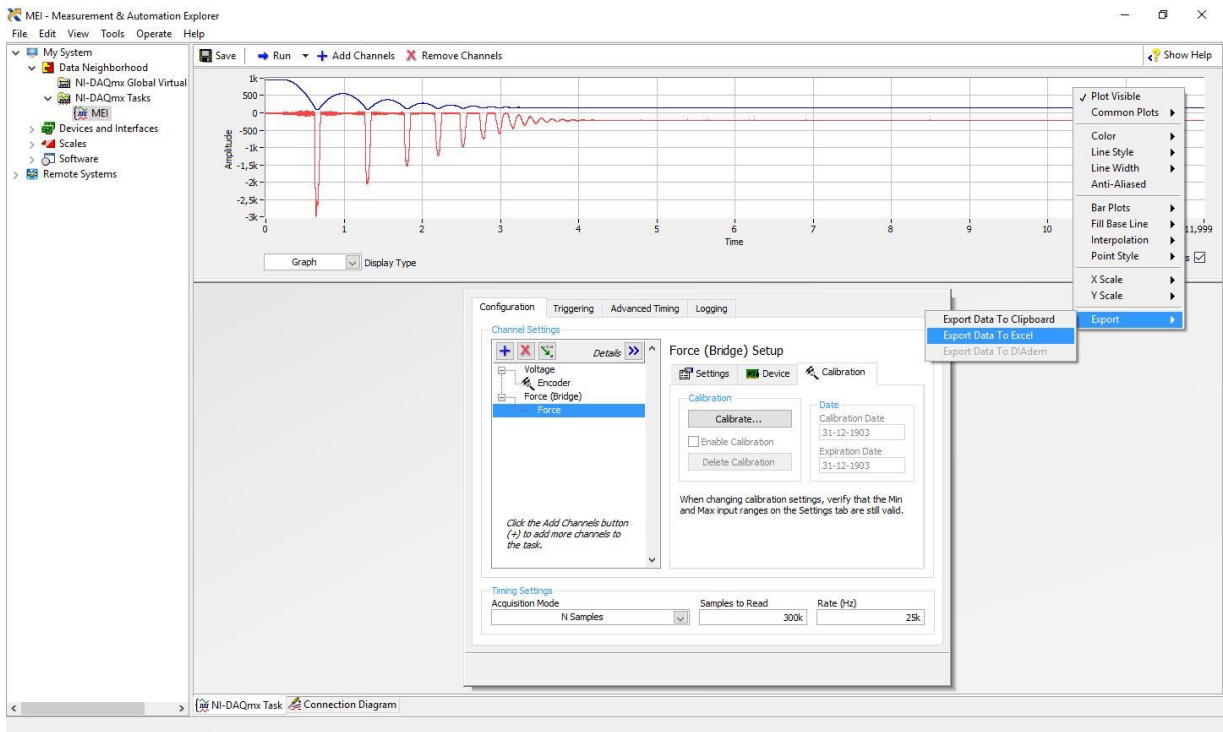 MEI - Measurement & Automation Explorer
File Edit View Tools Operate Help
My System
Data Neighborhood
NI-DAQmx Global Virtual
NI-DAQmx Tasks
MEI
Devices and Interfaces
Scales
Software
Remote Systems
Save Run Add Channels Remove Channels Show Help
1k
500
0
-500
-1k
-1,5k
-2k
-2,5k
-3k
Amplitude
0 1 2 3 4 5 6 7 8 9 10 11,999
Time
Graph Display Type
Plot Visible
Common Plots
Color
Line Style
Line Width
Anti-Aliased
Bar Plots
Fill Base Line
Interpolation
Point Style
X Scale
Y Scale
Export
Export Data To Clipboard
Export Data To Excel
Export Data To DIAdem
Configuration Triggering Advanced Timing Logging
Channel Settings
Details
Voltage
Encoder
Force (Bridge)
Force
Click the Add Channels button
(+) to add more channels to
the task.
Force (Bridge) Setup
Settings Device Calibration
Calibration
Calibrate...
Enable Calibration
Delete Calibration
Date
Calibration Date
31-12-1903
Expiration Date
31-12-1903
When changing calibration settings, verify that the Min
and Max input ranges on the Settings tab are still valid.
Timing Settings
Acquisition Mode Samples to Read Rate (Hz)
N Samples 300k 25k
NI-DAQmx Task Connection Diagram